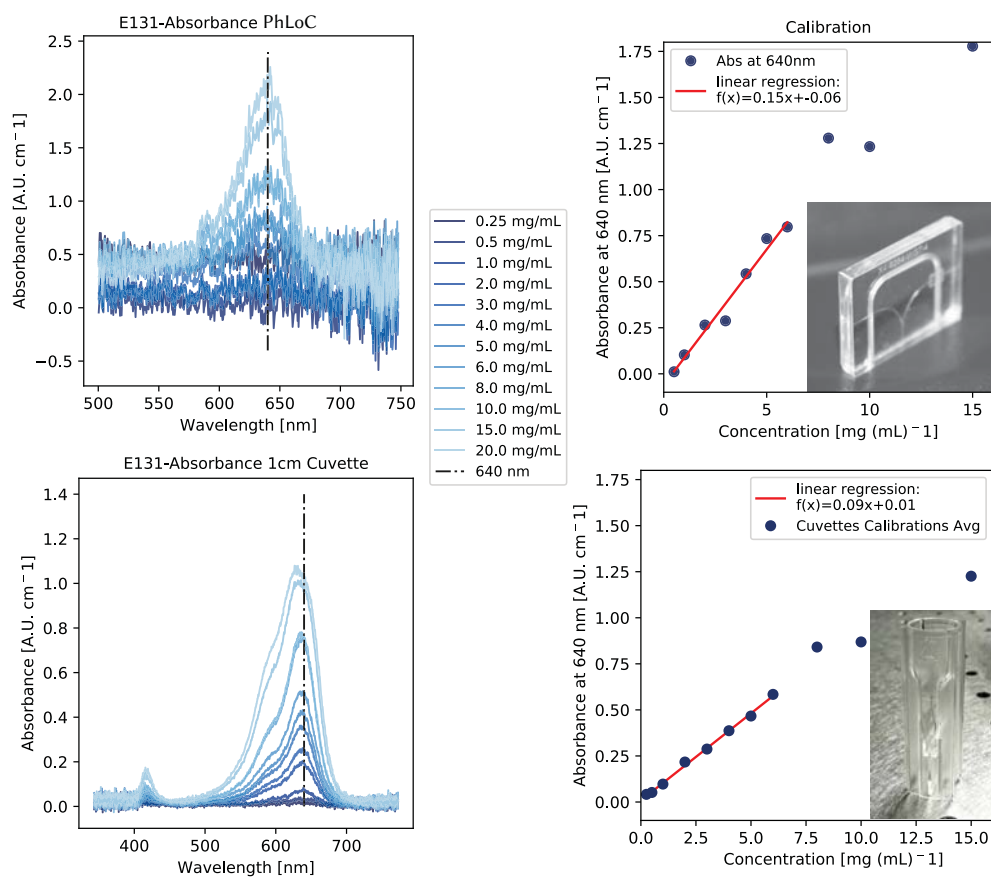 E131-Absorbance PhLoC
Absorbance [A.U. cm−1]
2.5
2.0
1.5
1.0
0.5
0.0
−0.5
500 550 600 650 700 750
Wavelength [nm]
0.25 mg/mL
0.5 mg/mL
1.0 mg/mL
2.0 mg/mL
3.0 mg/mL
4.0 mg/mL
5.0 mg/mL
6.0 mg/mL
8.0 mg/mL
10.0 mg/mL
15.0 mg/mL
20.0 mg/mL
640 nm
Calibration
Absorbance at 640 nm [A.U. cm−1]
1.75
1.50
1.25
1.00
0.75
0.50
0.25
0.00
Abs at 640nm
linear regression:
f(x)=0.15x+-0.06
0 5 10 15
Concentration [mg (mL)−1]
E131-Absorbance 1cm Cuvette
Absorbance [A.U. cm−1]
1.4
1.2
1.0
0.8
0.6
0.4
0.2
0.0
400 500 600 700
Wavelength [nm]
Absorbance at 640 nm [A.U. cm−1]
1.75
1.50
1.25
1.00
0.75
0.50
0.25
0.00
linear regression:
f(x)=0.09x+0.01
Cuvettes Calibrations Avg
0.0 2.5 5.0 7.5 10.0 12.5 15.0
Concentration [mg (mL)−1]